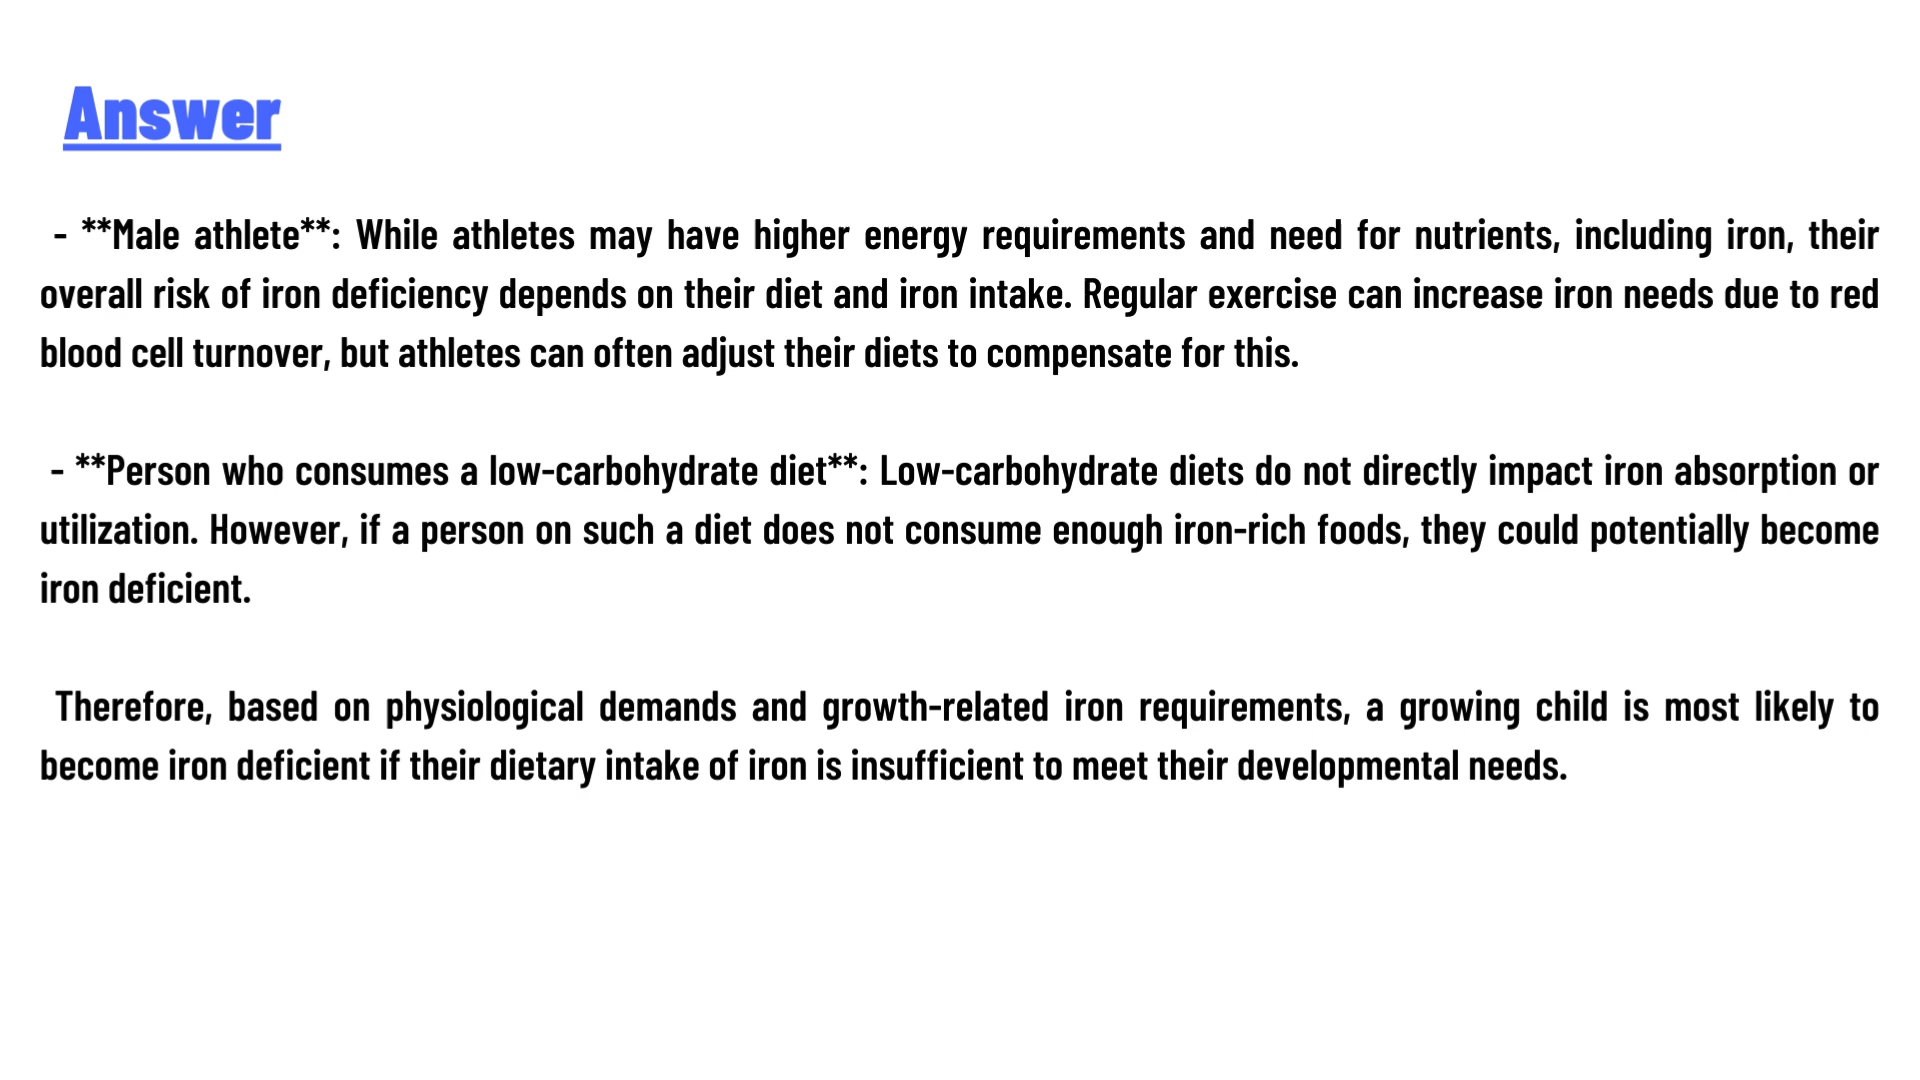 Answer
- **Male athlete**: While athletes may have higher energy requirements and need for nutrients, including iron, their
overall risk of iron deficiency depends on their diet and iron intake. Regular exercise can increase iron needs due to red
blood cell turnover, but athletes can often adjust their diets to compensate for this.
- **Person who consumes a low-carbohydrate diet**: Low-carbohydrate diets do not directly impact iron absorption or
utilization. However, if a person on such a diet does not consume enough iron-rich foods, they could potentially become
iron deficient.
Therefore, based on physiological demands and growth-related iron requirements, a growing child is most likely to
become iron deficient if their dietary intake of iron is insufficient to meet their developmental needs.